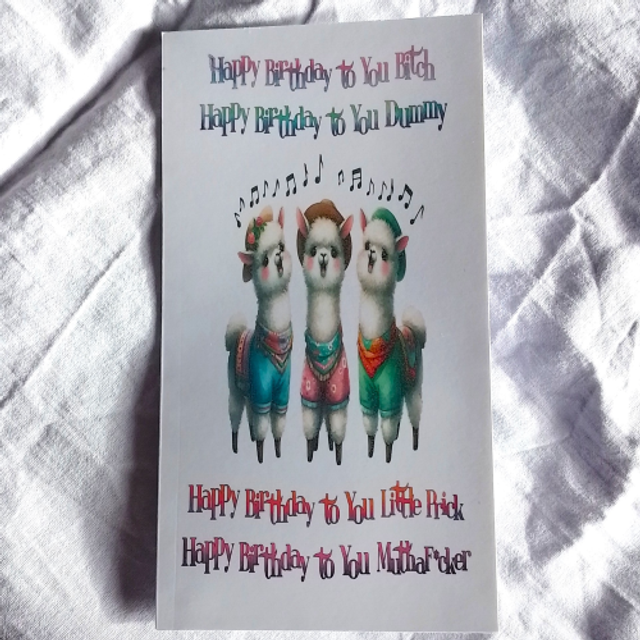 Happy Birthday to You Bitch
Happy Birthday to You Dummy
Happy Birthday to You Little Prick
Happy Birthday to You MuthaF*cker